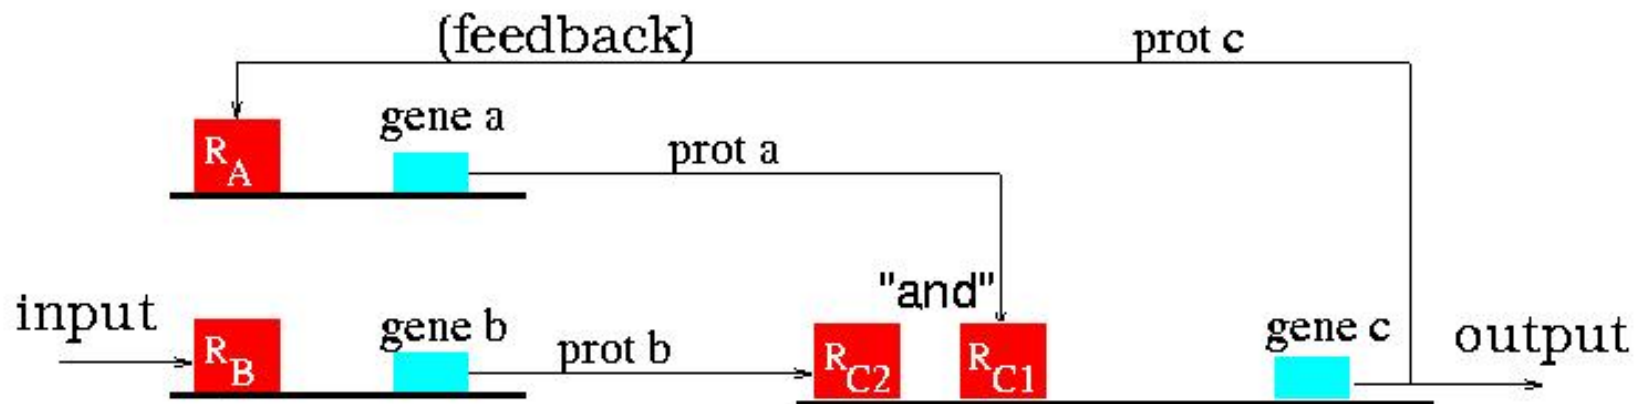 (feedback)
prot c
gene a
R_A
prot a
"and"
input
R_B
gene b
prot b
R_C2
R_C1
gene c
output